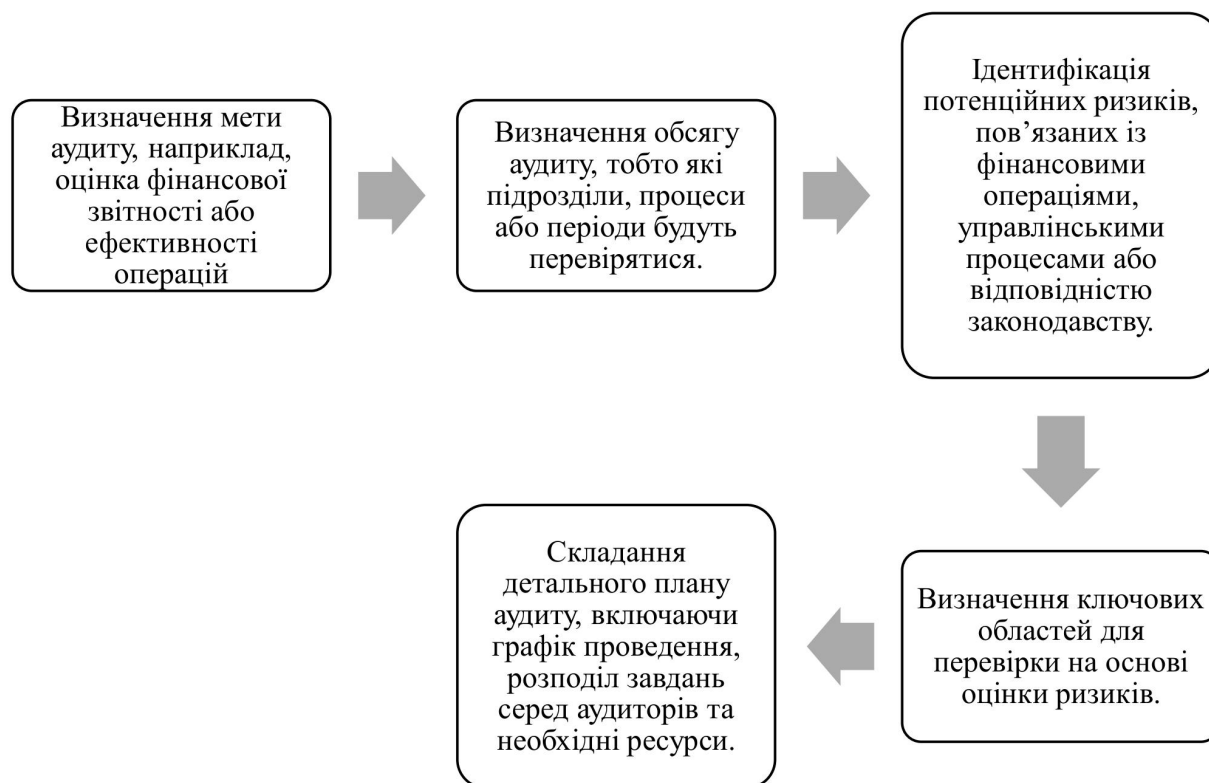 Визначення мети
аудиту, наприклад,
оцінка фінансової
звітності або
ефективності
операцій
Визначення обсягу
аудиту, тобто які
підрозділи, процеси
або періоди будуть
перевірятися.
Ідентифікація
потенційних ризиків,
пов’язаних із
фінансовими
операціями,
управлінськими
процесами або
відповідністю
законодавству.
Визначення ключових
областей для
перевірки на основі
оцінки ризиків.
Складання
детального плану
аудиту, включаючи
графік проведення,
розподіл завдань
серед аудиторів та
необхідні ресурси.